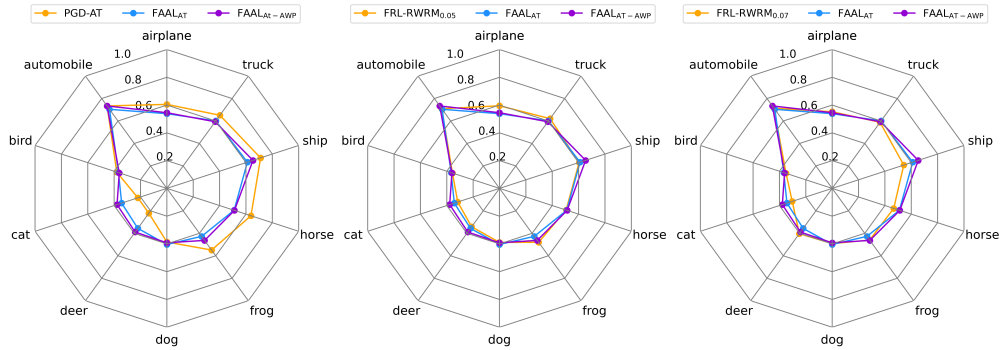 PGD-AT FAAL_AT FAAL_At−AWP
airplane
truck
ship
horse
frog
dog
deer
cat
bird
automobile
1.0
0.8
0.6
0.4
0.2
FRL-RWRM_0.05 FAAL_AT FAAL_AT−AWP
airplane
truck
ship
horse
frog
dog
deer
cat
bird
automobile
1.0
0.8
0.6
0.4
0.2
FRL-RWRM_0.07 FAAL_AT FAAL_AT−AWP
airplane
truck
ship
horse
frog
dog
deer
cat
bird
automobile
1.0
0.8
0.6
0.4
0.2